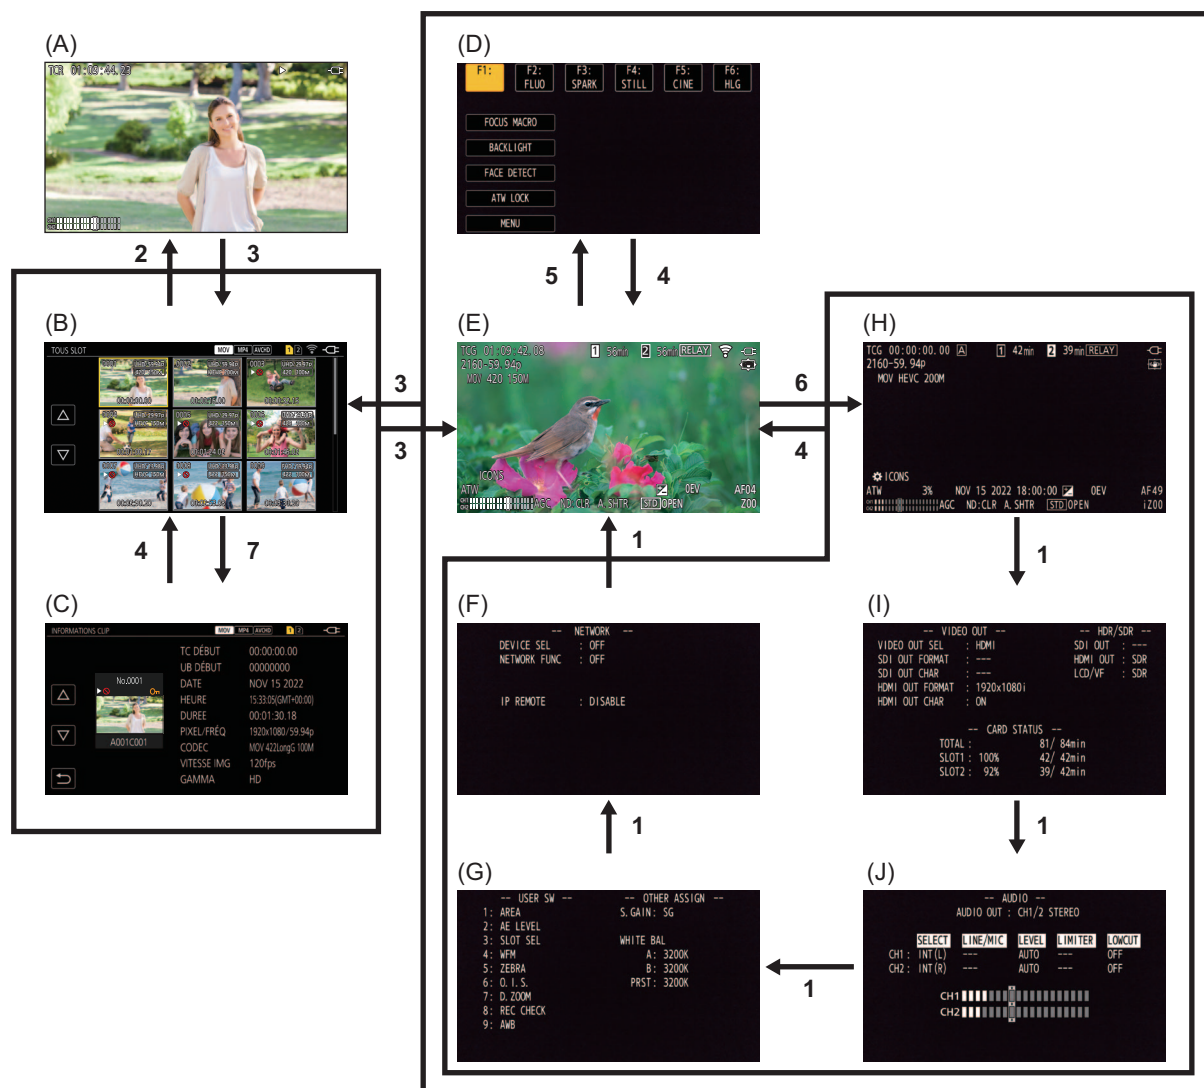 (A)
TCR 01:09:44.23
2
3
(B)
TOUS SLOT MOV MP4 AVCHD 1 2
00:00:00.00
4
7
(C)
INFORMATIONS CLIP MOV MP4 AVCHD 1 2
No.0001
A001C001
TC DÉBUT 00:00:00.00
UB DÉBUT 00000000
DATE NOV 15 2022
HEURE 15:33:05(GMT+00:00)
DUREE 00:01:30.18
PIXEL/FRÉQ 1920x1080/59.94p
CODEC MOV 422LongG 100M
VITESSE IMG 120fps
GAMMA HD
3
3
(D)
F1: F2: F3: F4: F5: F6:
FLUO SPARK STILL CINE HLG
FOCUS MACRO
BACKLIGHT
FACE DETECT
ATW LOCK
MENU
5
4
(E)
TCG 01:09:42.08 1 56min 2 56min RELAY
2160-59.94p
MOV 420 150M
ICONS
ATW 0EV AF04
AGC ND:CLR A.SHTR STD OPEN Z00
6
4
1
(H)
TCG 00:00:00.00 A 1 42min 2 39min RELAY
2160-59.94p
MOV HEVC 200M
ICONS
ATW 3% NOV 15 2022 18:00:00 0EV AF49
AGC ND:CLR A.SHTR STD OPEN iZ00
1
(F)
-- NETWORK --
DEVICE SEL : OFF
NETWORK FUNC : OFF
IP REMOTE : DISABLE
1
(I)
-- VIDEO OUT -- -- HDR/SDR --
VIDEO OUT SEL : HDMI SDI OUT : ---
SDI OUT FORMAT : --- HDMI OUT : SDR
SDI OUT CHAR : --- LCD/VF : SDR
HDMI OUT FORMAT : 1920x1080i
HDMI OUT CHAR : ON
-- CARD STATUS --
TOTAL : 81/ 84min
SLOT1 : 100% 42/ 42min
SLOT2 : 92% 39/ 42min
1
(G)
-- USER SW -- -- OTHER ASSIGN --
1: AREA S.GAIN: SG
2: AE LEVEL
3: SLOT SEL WHITE BAL
4: WFM A: 3200K
5: ZEBRA B: 3200K
6: O.I.S. PRST: 3200K
7: D.ZOOM
8: REC CHECK
9: AWB
1
(J)
-- AUDIO --
AUDIO OUT : CH1/2 STEREO
SELECT LINE/MIC LEVEL LIMITER LOWCUT
CH1: INT(L) --- AUTO --- OFF
CH2: INT(R) --- AUTO --- OFF
CH1
CH2